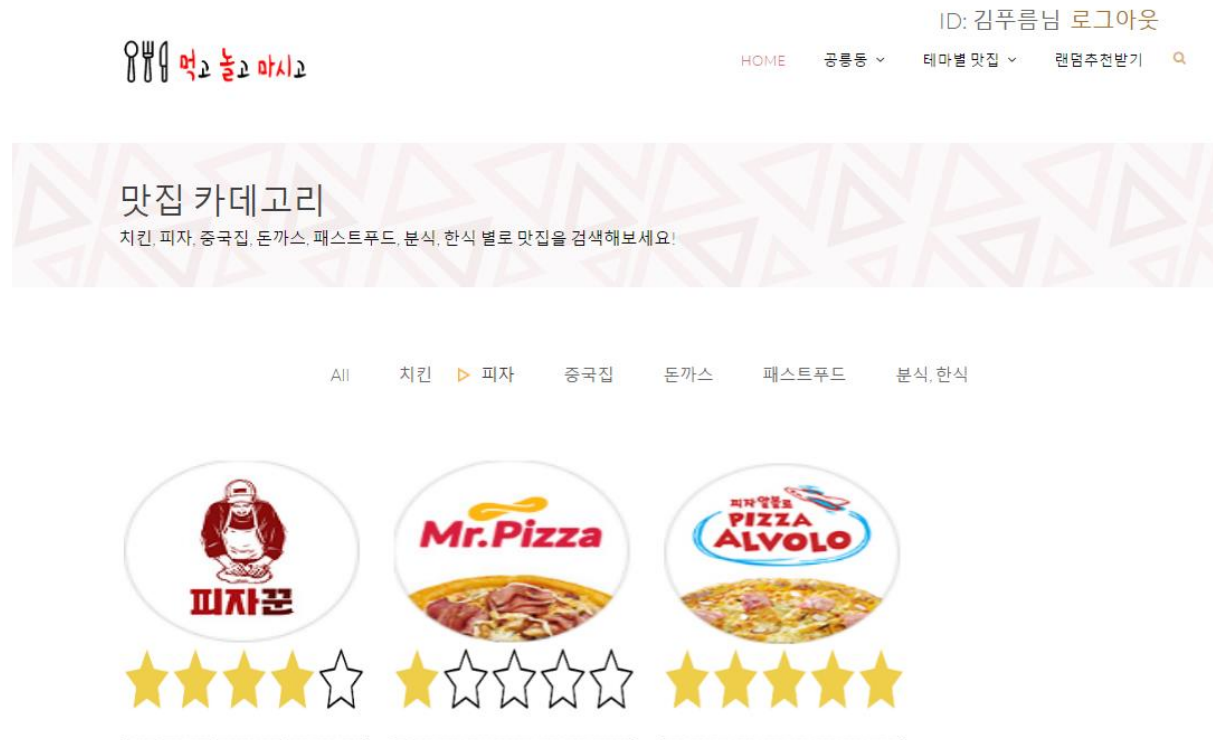 ID: 김푸름님 로그아웃
먹고 놀고 마시고
HOME 공릉동 테마별 맛집 랜덤추천받기
맛집 카데고리
치킨, 피자, 중국집, 돈까스, 패스트푸드, 분식, 한식 별로 맛집을 검색해보세요!
All 치킨 피자 중국집 돈까스 패스트푸드 분식, 한식
피자꾼
Mr.Pizza
피자알볼로
PIZZA
ALVOLO